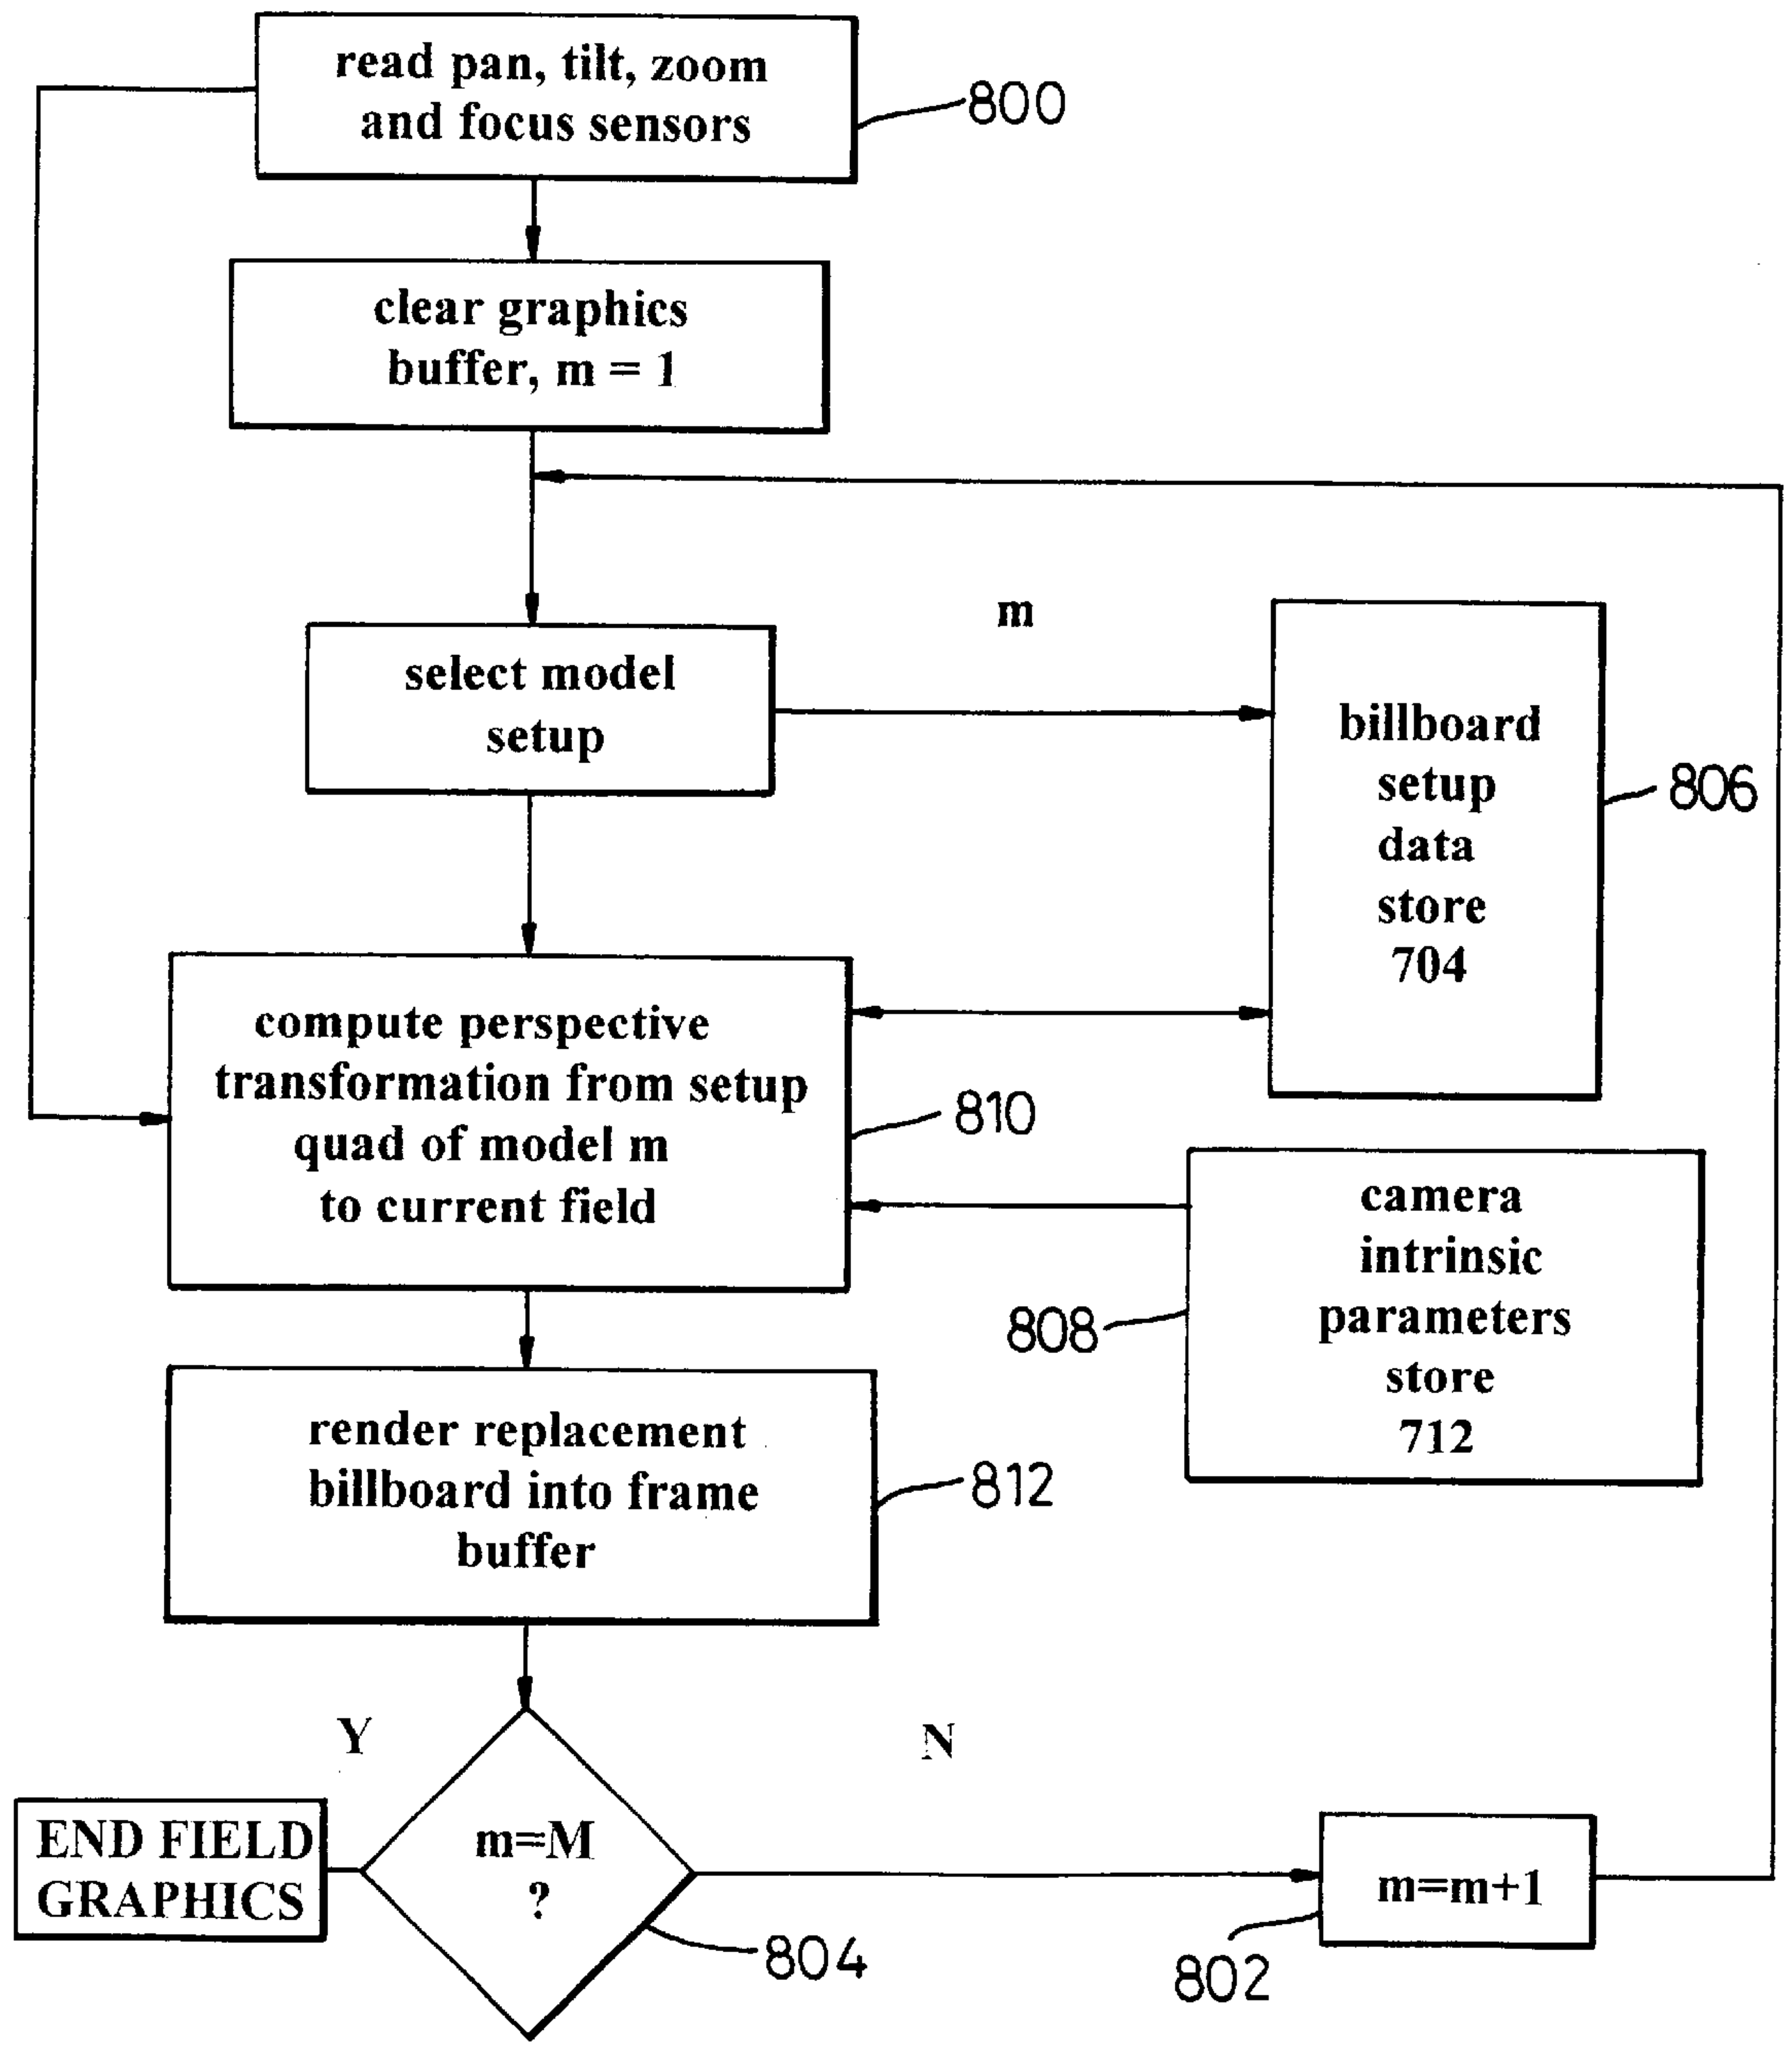 read pan, tilt, zoom
and focus sensors
800
clear graphics
buffer, m = 1
m
select model
setup
billboard
setup
data
store
704
806
compute perspective
transformation from setup
quad of model m
to current field
810
camera
intrinsic
parameters
store
712
808
render replacement
billboard into frame
buffer
812
Y
N
END FIELD
GRAPHICS
m=M
?
804
m=m+1
802